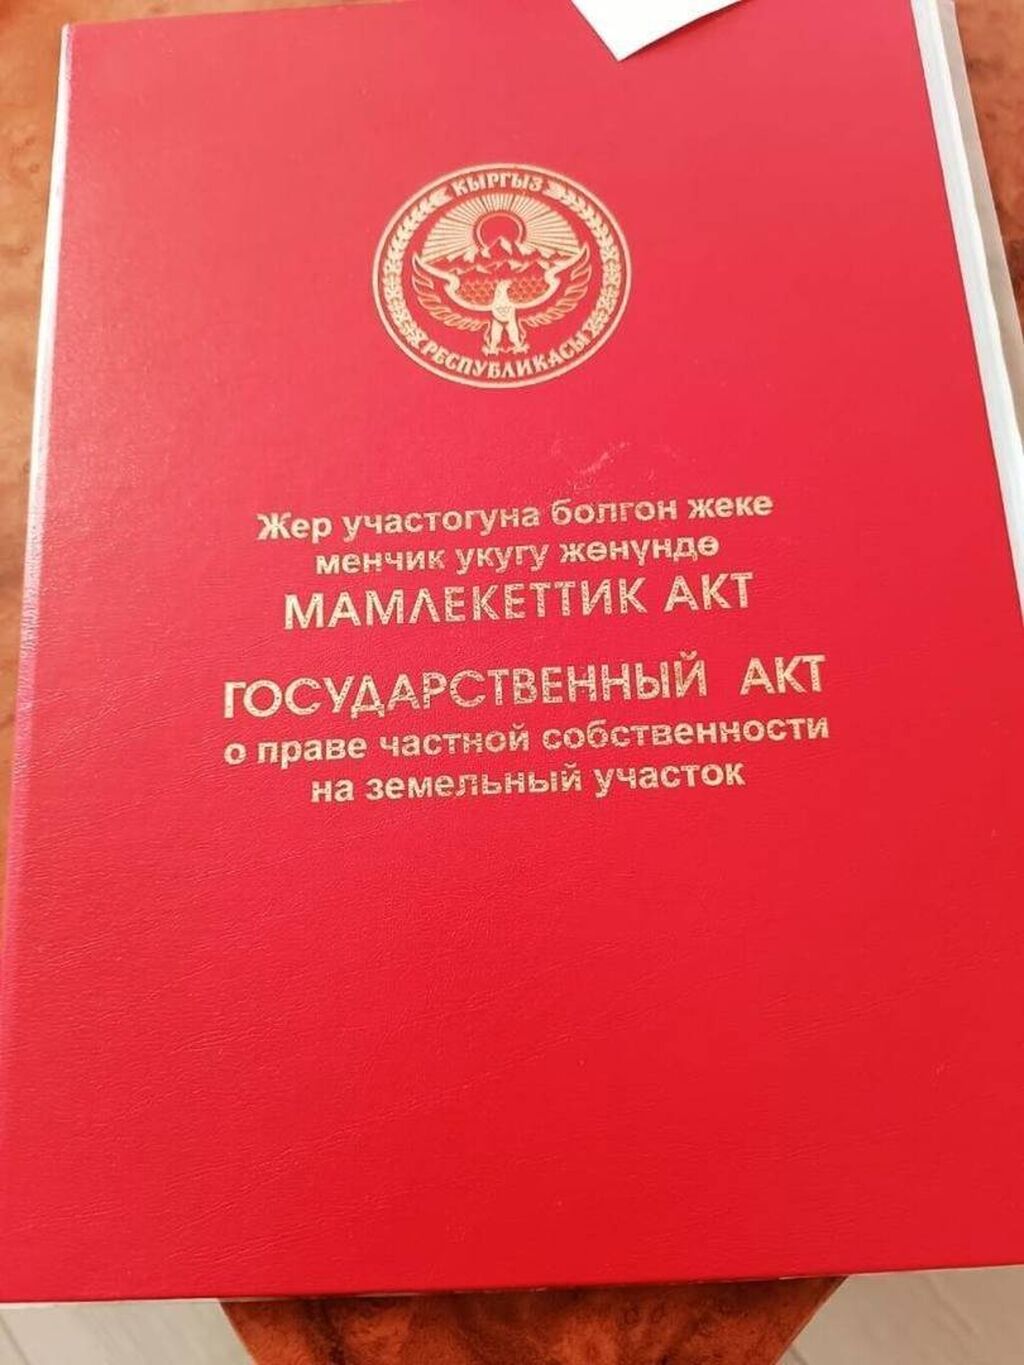 КЫРГЫЗ
РЕСПУБЛИКАСЫ
Жер участогуна болгон жеке
менчик укугу жөнүндө
МАМЛЕКЕТТИК АКТ
ГОСУДАРСТВЕННЫЙ АКТ
о праве частной собственности
на земельный участок